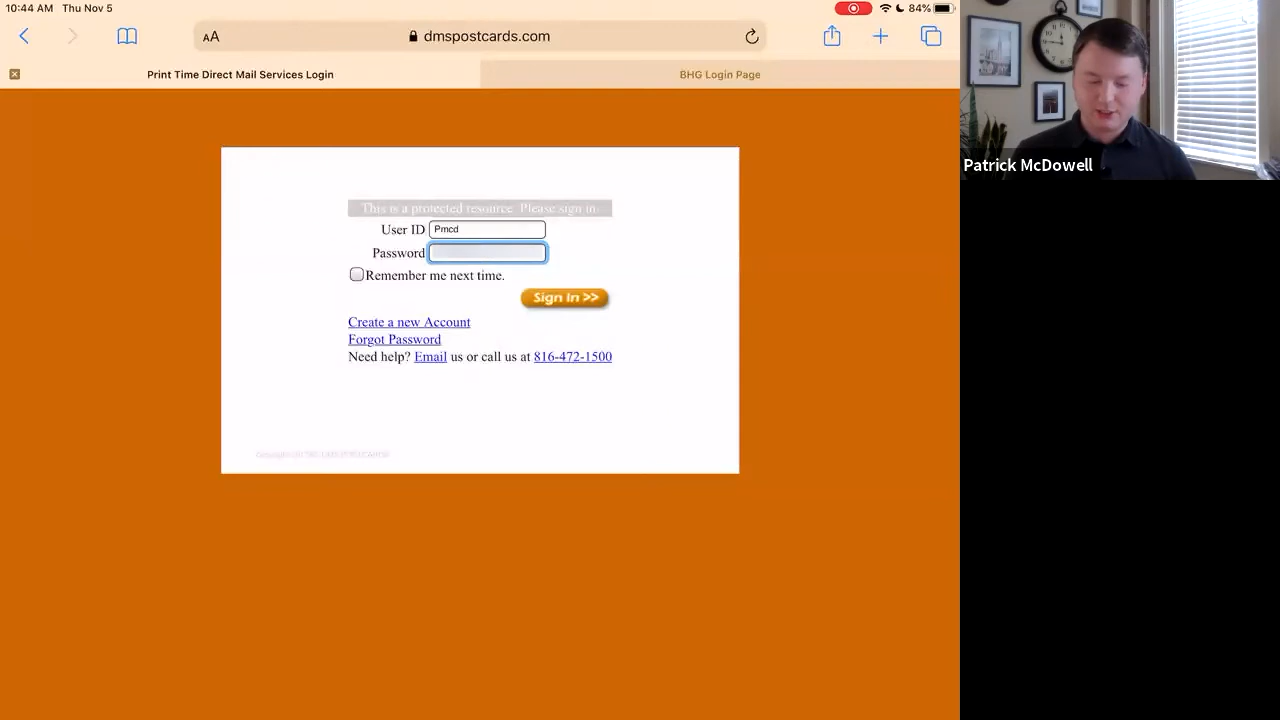 10:44 AM Thu Nov 5
84%
AA
dmspostcards.com
Print Time Direct Mail Services Login
BHG Login Page
This is a protected resource. Please sign in.
User ID Pmcd
Password
Remember me next time.
Sign In >>
Create a new Account
Forgot Password
Need help? Email us or call us at 816-472-1500
Patrick McDowell